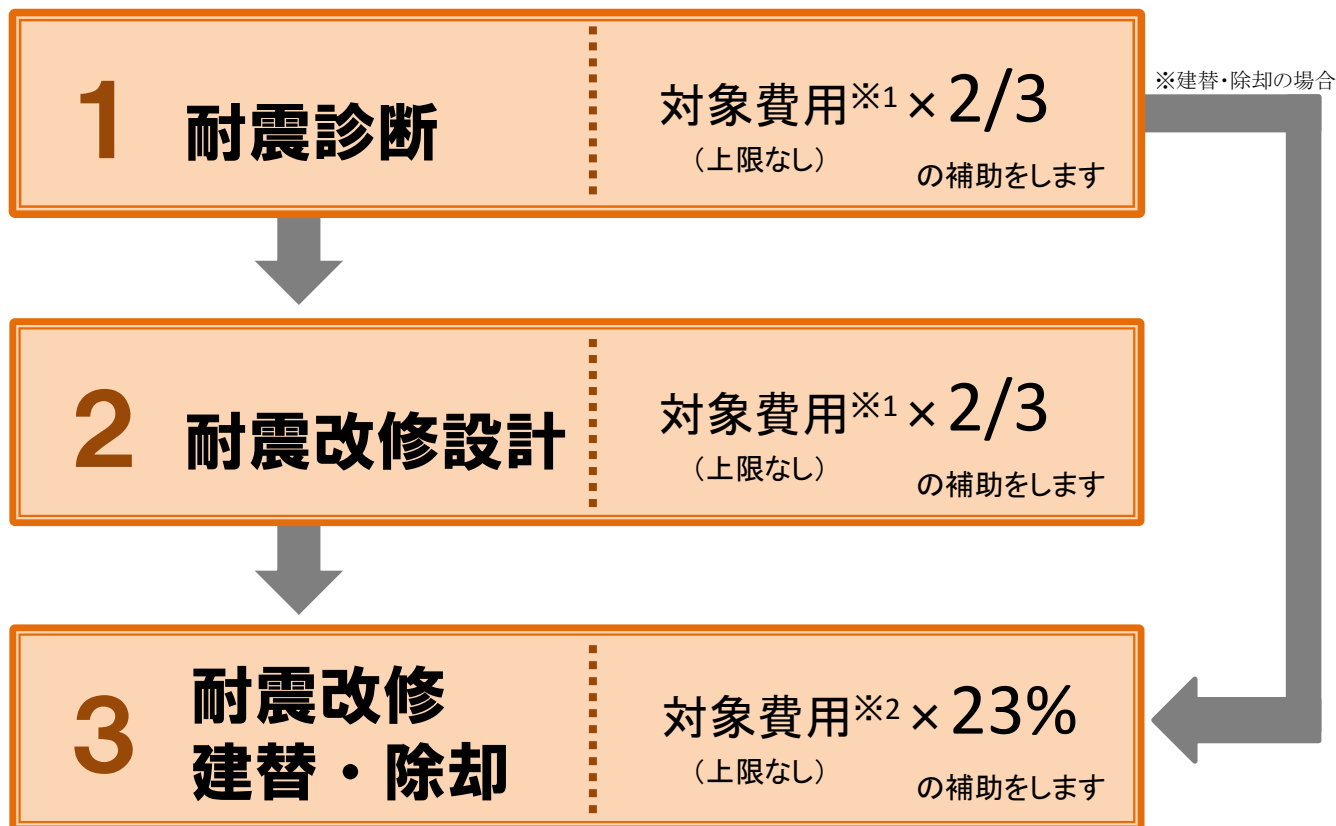 1 耐震診断
対象費用※1 × 2/3
（上限なし）
の補助をします
※建替・除却の場合
2 耐震改修設計
対象費用※1 × 2/3
（上限なし）
の補助をします
3 耐震改修
建替・除却
対象費用※2 × 23%
（上限なし）
の補助をします